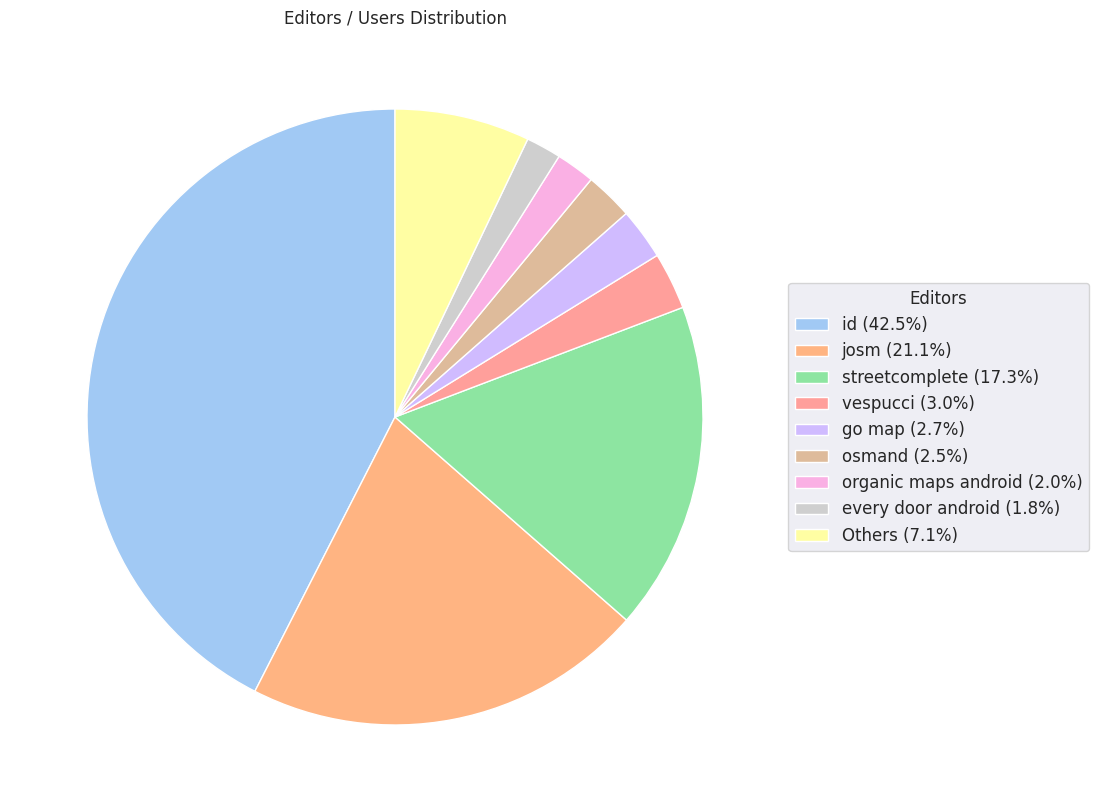 Editors / Users Distribution
Editors
id (42.5%)
josm (21.1%)
streetcomplete (17.3%)
vespucci (3.0%)
go map (2.7%)
osmand (2.5%)
organic maps android (2.0%)
every door android (1.8%)
Others (7.1%)